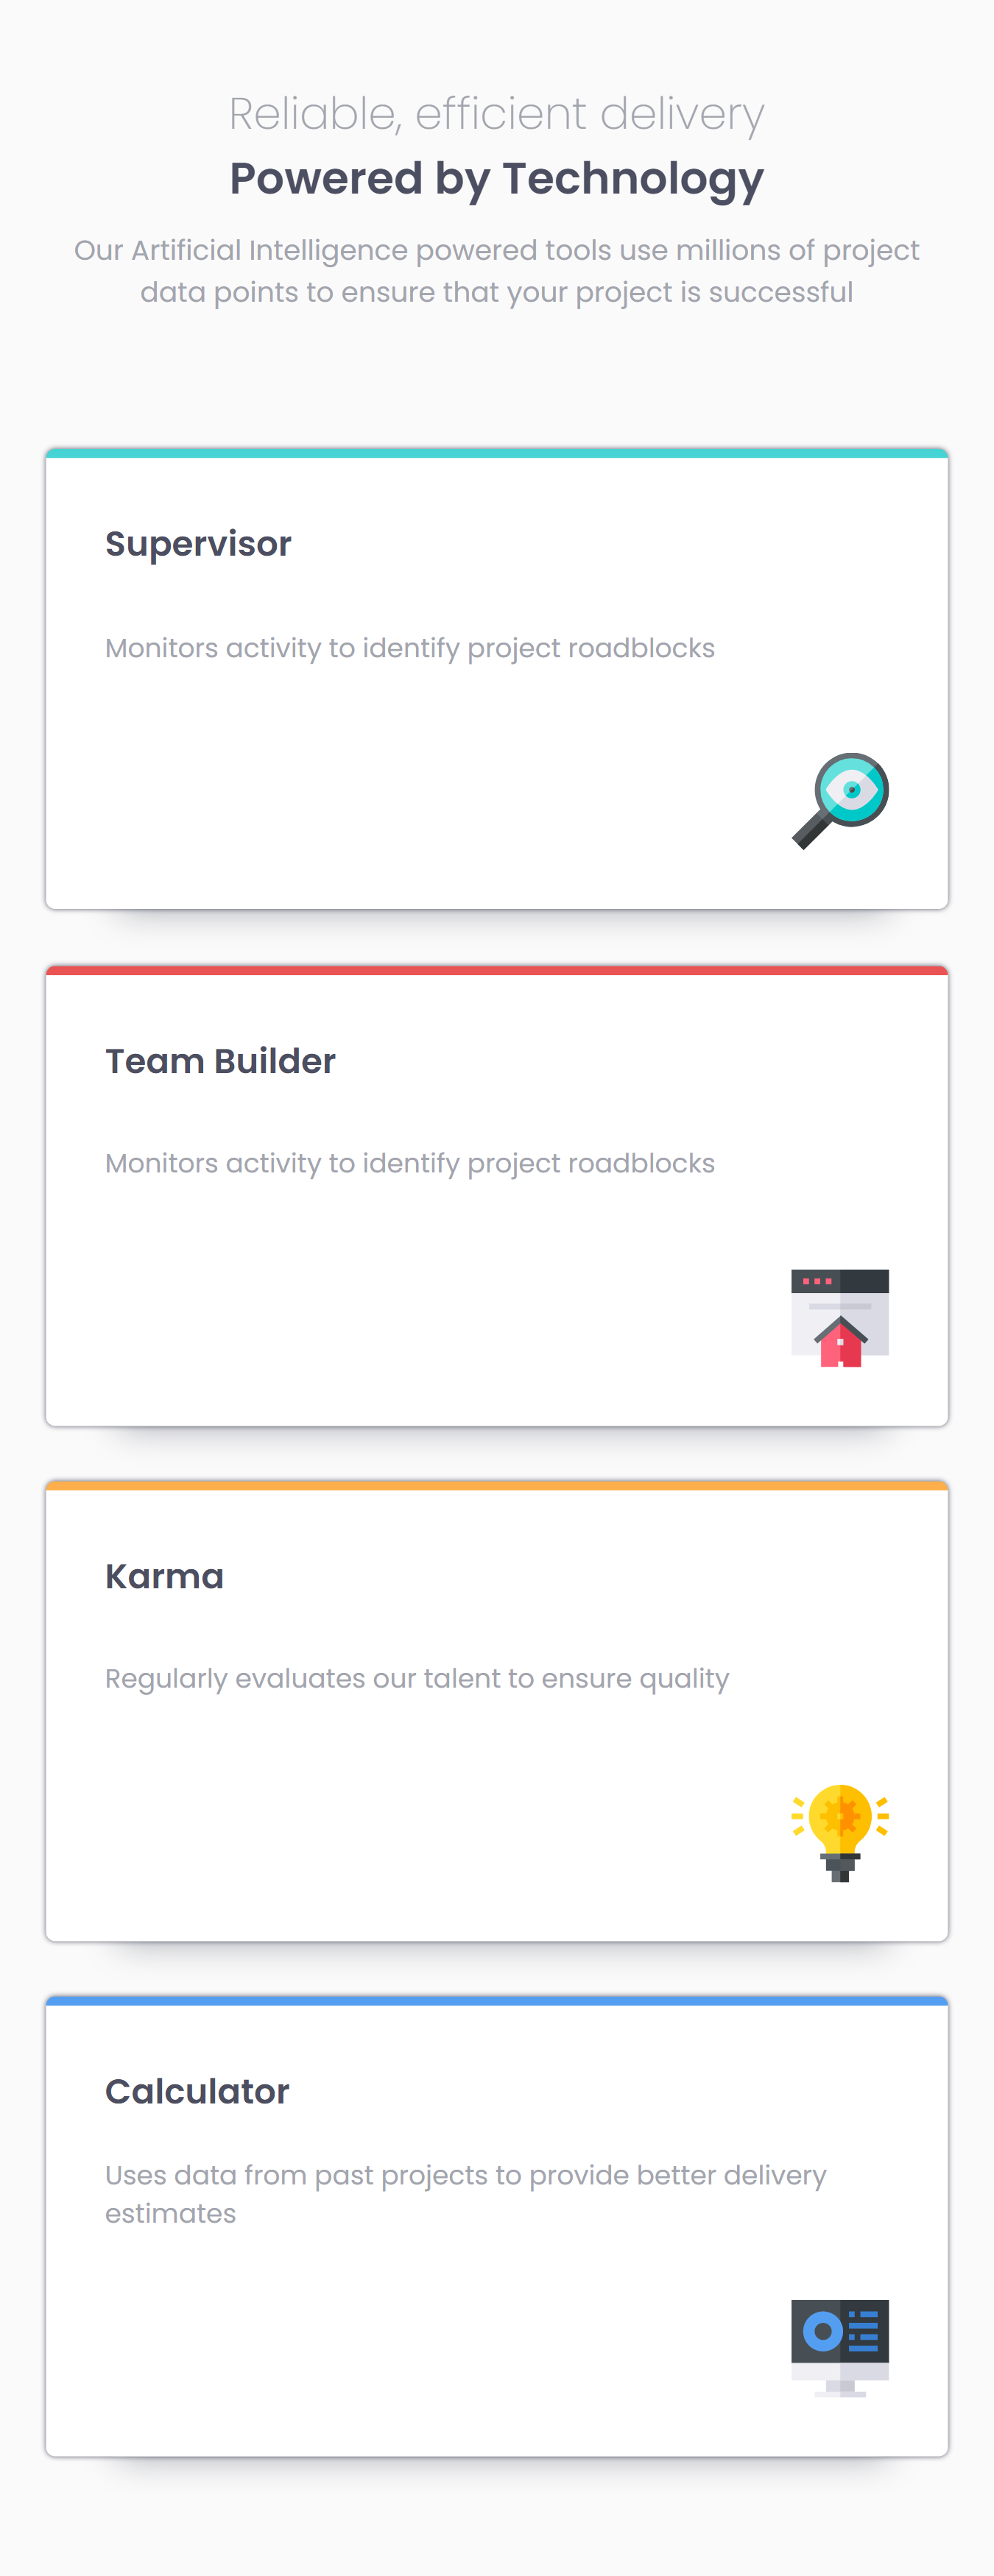 Reliable, efficient delivery
Powered by Technology
Our Artificial Intelligence powered tools use millions of project
data points to ensure that your project is successful
Supervisor
Monitors activity to identify project roadblocks
Team Builder
Monitors activity to identify project roadblocks
Karma
Regularly evaluates our talent to ensure quality
Calculator
Uses data from past projects to provide better delivery
estimates